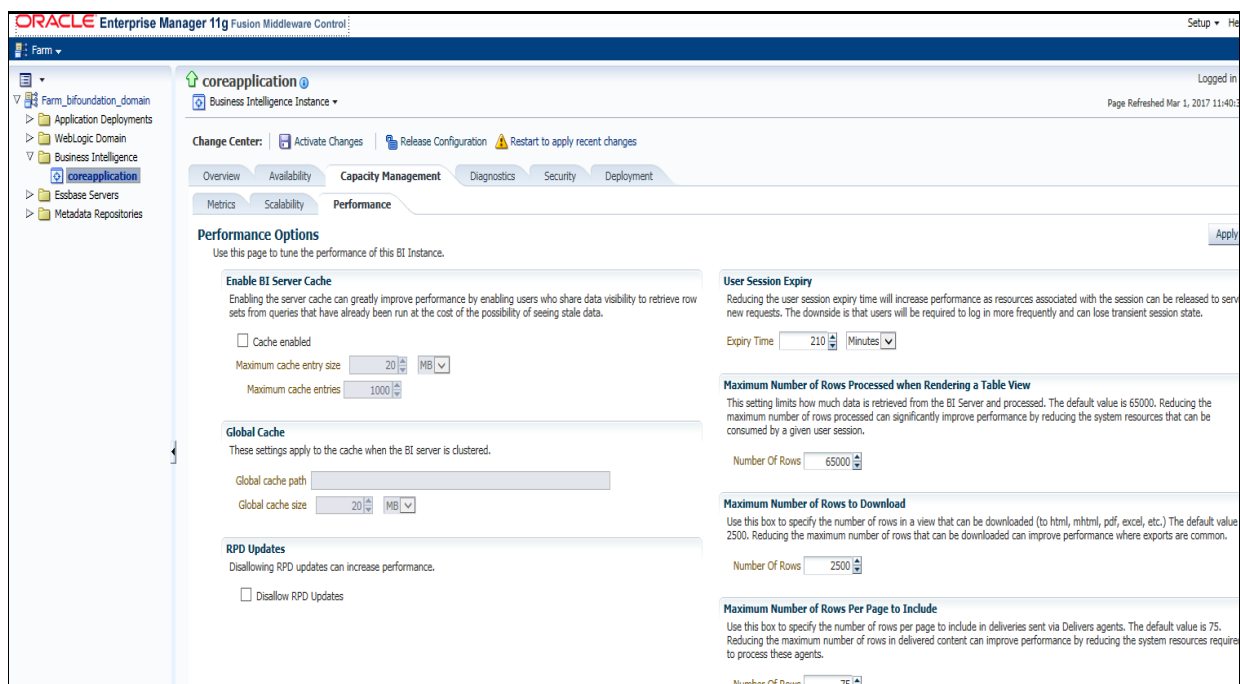 ORACLE Enterprise Manager 11g Fusion Middleware Control
Setup
Farm
Farm_bifoundation_domain
Application Deployments
WebLogic Domain
Business Intelligence
coreapplication
Essbase Servers
Metadata Repositories
coreapplication
Logged in
Business Intelligence Instance
Page Refreshed Mar 1, 2017 11:40:3
Change Center: Activate Changes Release Configuration Restart to apply recent changes
Overview Availability Capacity Management Diagnostics Security Deployment
Metrics Scalability Performance
Performance Options
Apply
Use this page to tune the performance of this BI Instance.
Enable BI Server Cache
Enabling the server cache can greatly improve performance by enabling users who share data visibility to retrieve row
sets from queries that have already been run at the cost of the possibility of seeing stale data.
Cache enabled
Maximum cache entry size 20 MB
Maximum cache entries 1000
Global Cache
These settings apply to the cache when the BI server is clustered.
Global cache path
Global cache size 20 MB
RPD Updates
Disallowing RPD updates can increase performance.
Disallow RPD Updates
User Session Expiry
Reducing the user session expiry time will increase performance as resources associated with the session can be released to serv
new requests. The downside is that users will be required to log in more frequently and can lose transient session state.
Expiry Time 210 Minutes
Maximum Number of Rows Processed when Rendering a Table View
This setting limits how much data is retrieved from the BI Server and processed. The default value is 65000. Reducing the
maximum number of rows processed can significantly improve performance by reducing the system resources that can be
consumed by a given user session.
Number Of Rows 65000
Maximum Number of Rows to Download
Use this box to specify the number of rows in a view that can be downloaded (to html, mhtml, pdf, excel, etc.) The default value
2500. Reducing the maximum number of rows that can be downloaded can improve performance where exports are common.
Number Of Rows 2500
Maximum Number of Rows Per Page to Include
Use this box to specify the number of rows per page to include in deliveries sent via Delivers agents. The default value is 75.
Reducing the maximum number of rows in delivered content can improve performance by reducing the system resources require
to process these agents.
Number Of Rows 75